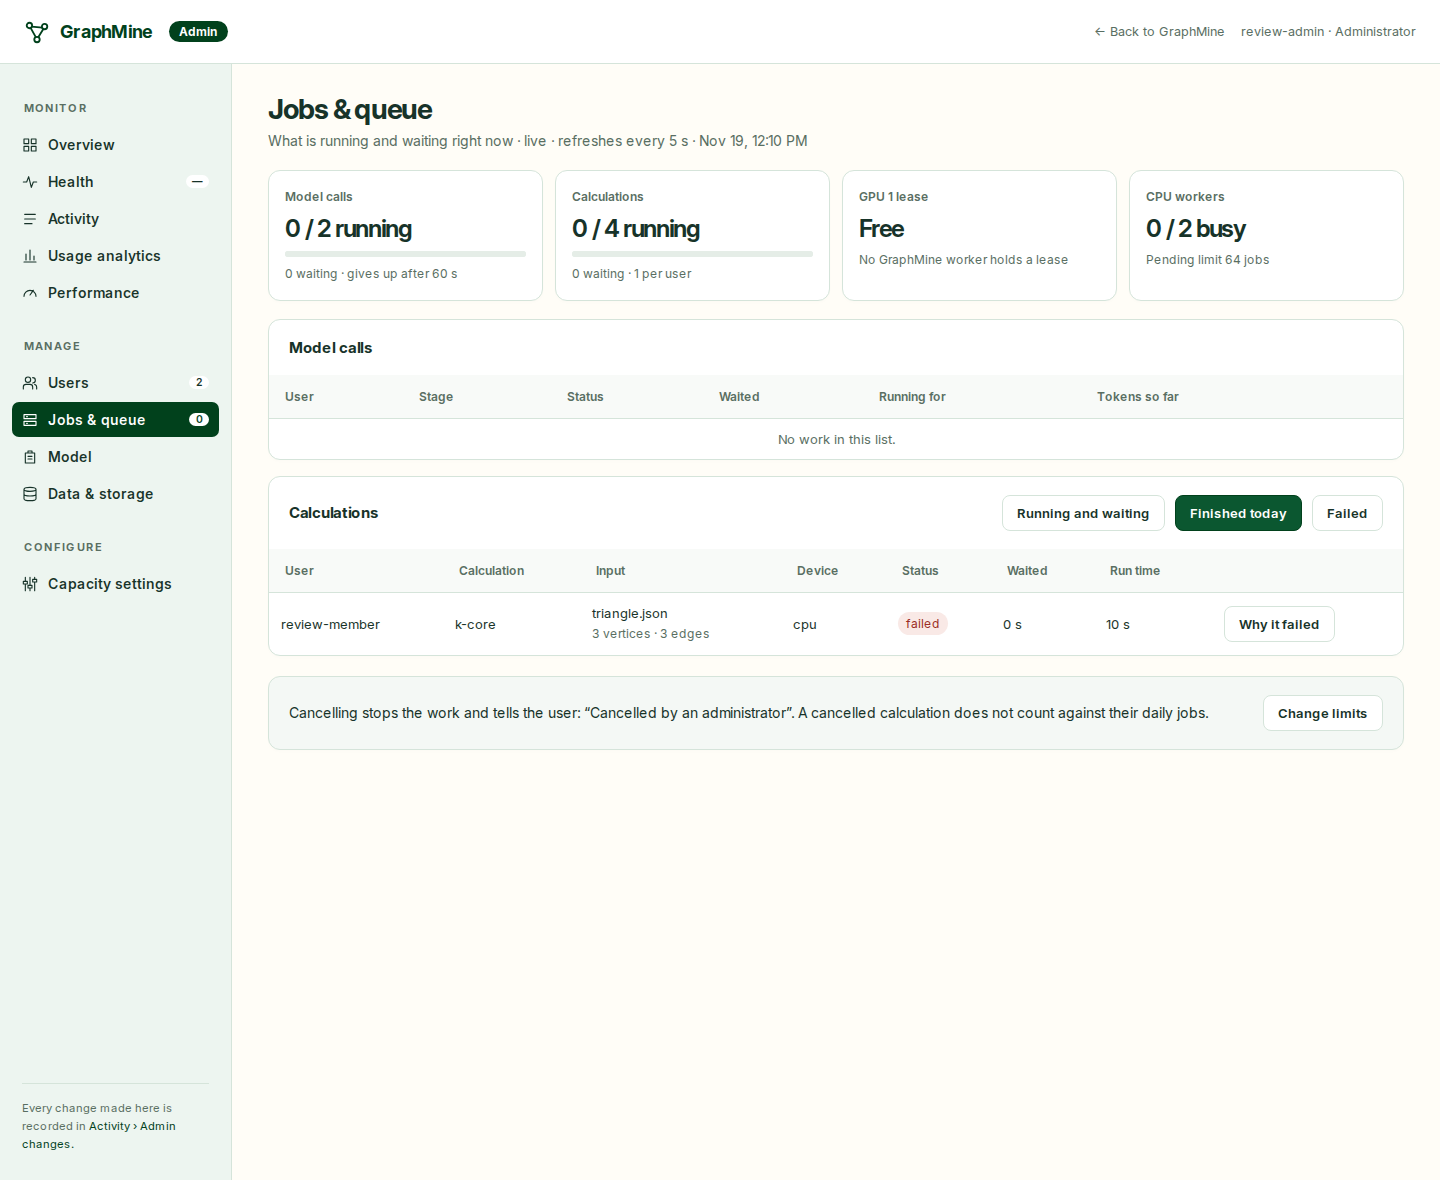 GraphMine Admin
← Back to GraphMine review-admin · Administrator
MONITOR
Overview
Health —
Activity
Usage analytics
Performance
MANAGE
Users 2
Jobs & queue 0
Model
Data & storage
CONFIGURE
Capacity settings
Every change made here is
recorded in Activity › Admin
changes.
Jobs & queue
What is running and waiting right now · live · refreshes every 5 s · Nov 19, 12:10 PM
Model calls
0 / 2 running
0 waiting · gives up after 60 s
Calculations
0 / 4 running
0 waiting · 1 per user
GPU 1 lease
Free
No GraphMine worker holds a lease
CPU workers
0 / 2 busy
Pending limit 64 jobs
Model calls
User Stage Status Waited Running for Tokens so far
No work in this list.
Calculations Running and waiting Finished today Failed
User Calculation Input Device Status Waited Run time
review-member k-core triangle.json cpu failed 0 s 10 s Why it failed
3 vertices · 3 edges
Cancelling stops the work and tells the user: “Cancelled by an administrator”. A cancelled calculation does not count against their daily jobs. Change limits